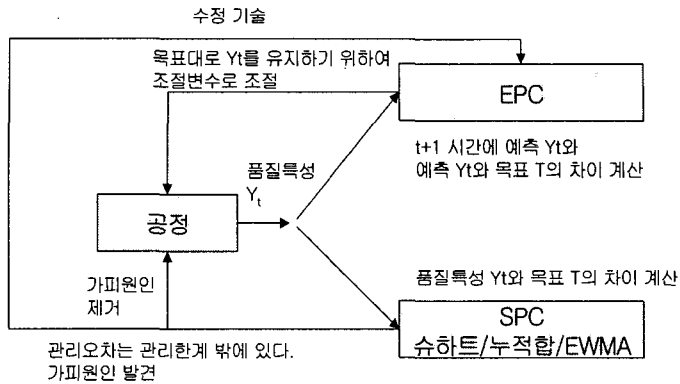 수정 기술
목표대로 Yt를 유지하기 위하여
조절변수로 조절
EPC
t+1 시간에 예측 Yt와
예측 Yt와 목표 T의 차이 계산
품질특성
Yt
공정
가피원인
제거
품질특성 Yt와 목표 T의 차이 계산
SPC
슈하트/누적합/EWMA
관리오차는 관리한계 밖에 있다.
가피원인 발견